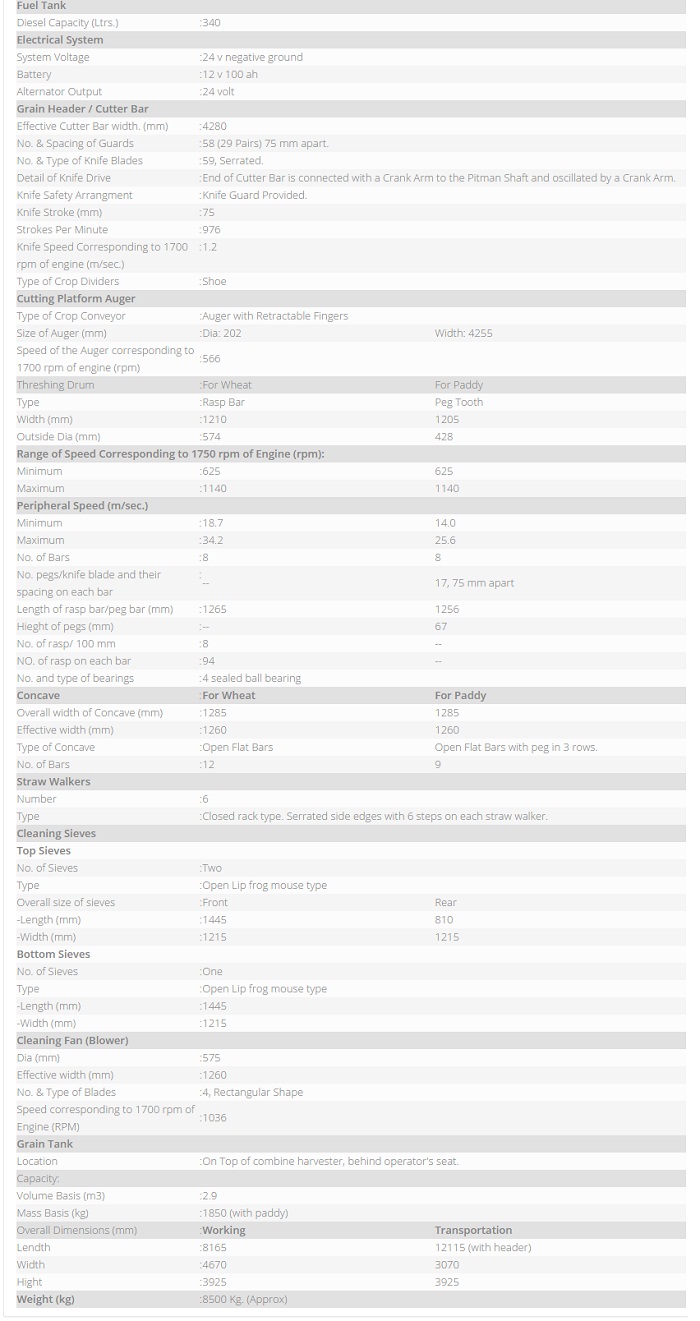 Fuel Tank
Diesel Capacity (Ltrs.) :340
Electrical System
System Voltage :24 v negative ground
Battery :12 v 100 ah
Alternator Output :24 volt
Grain Header / Cutter Bar
Effective Cutter Bar width. (mm) :4280
No. & Spacing of Guards :58 (29 Pairs) 75 mm apart.
No. & Type of Knife Blades :59, Serrated.
Detail of Knife Drive :End of Cutter Bar is connected with a Crank Arm to the Pitman Shaft and oscillated by a Crank Arm.
Knife Safety Arrangment :Knife Guard Provided.
Knife Stroke (mm) :75
Strokes Per Minute :976
Knife Speed Corresponding to 1700 :1.2
rpm of engine (m/sec.)
Type of Crop Dividers :Shoe
Cutting Platform Auger
Type of Crop Conveyor :Auger with Retractable Fingers
Size of Auger (mm) :Dia: 202 Width: 4255
Speed of the Auger corresponding to
1700 rpm of engine (rpm) :566
Threshing Drum :For Wheat For Paddy
Type :Rasp Bar Peg Tooth
Width (mm) :1210 1205
Outside Dia (mm) :574 428
Range of Speed Corresponding to 1750 rpm of Engine (rpm):
Minimum :625 625
Maximum :1140 1140
Peripheral Speed (m/sec.)
Minimum :18.7 14.0
Maximum :34.2 25.6
No. of Bars :8 8
No. pegs/knife blade and their :
spacing on each bar -- 17, 75 mm apart
Length of rasp bar/peg bar (mm) :1265 1256
Hieght of pegs (mm) :-- 67
No. of rasp/ 100 mm :8 --
NO. of rasp on each bar :94 --
No. and type of bearings :4 sealed ball bearing
Concave :For Wheat For Paddy
Overall width of Concave (mm) :1285 1285
Effective width (mm) :1260 1260
Type of Concave :Open Flat Bars Open Flat Bars with peg in 3 rows.
No. of Bars :12 9
Straw Walkers
Number :6
Type :Closed rack type. Serrated side edges with 6 steps on each straw walker.
Cleaning Sieves
Top Sieves
No. of Sieves :Two
Type :Open Lip frog mouse type
Overall size of sieves :Front Rear
-Length (mm) :1445 810
-Width (mm) :1215 1215
Bottom Sieves
No. of Sieves :One
Type :Open Lip frog mouse type
-Length (mm) :1445
-Width (mm) :1215
Cleaning Fan (Blower)
Dia (mm) :575
Effective width (mm) :1260
No. & Type of Blades :4, Rectangular Shape
Speed corresponding to 1700 rpm of
Engine (RPM) :1036
Grain Tank
Location :On Top of combine harvester, behind operator's seat.
Capacity:
Volume Basis (m3) :2.9
Mass Basis (kg) :1850 (with paddy)
Overall Dimensions (mm) :Working Transportation
Lendth :8165 12115 (with header)
Width :4670 3070
Hight :3925 3925
Weight (kg) :8500 Kg. (Approx)